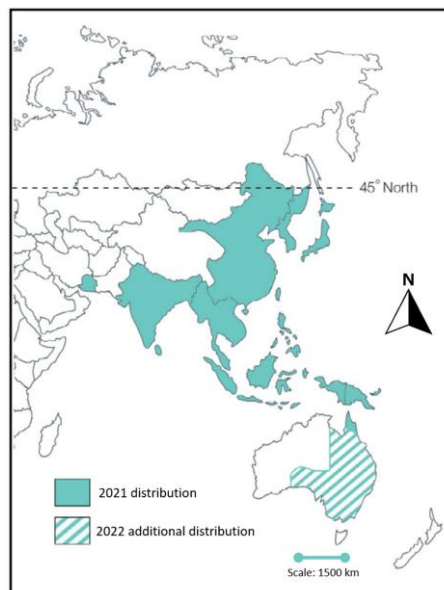 45° North
N
2021 distribution
2022 additional distribution
Scale: 1500 km